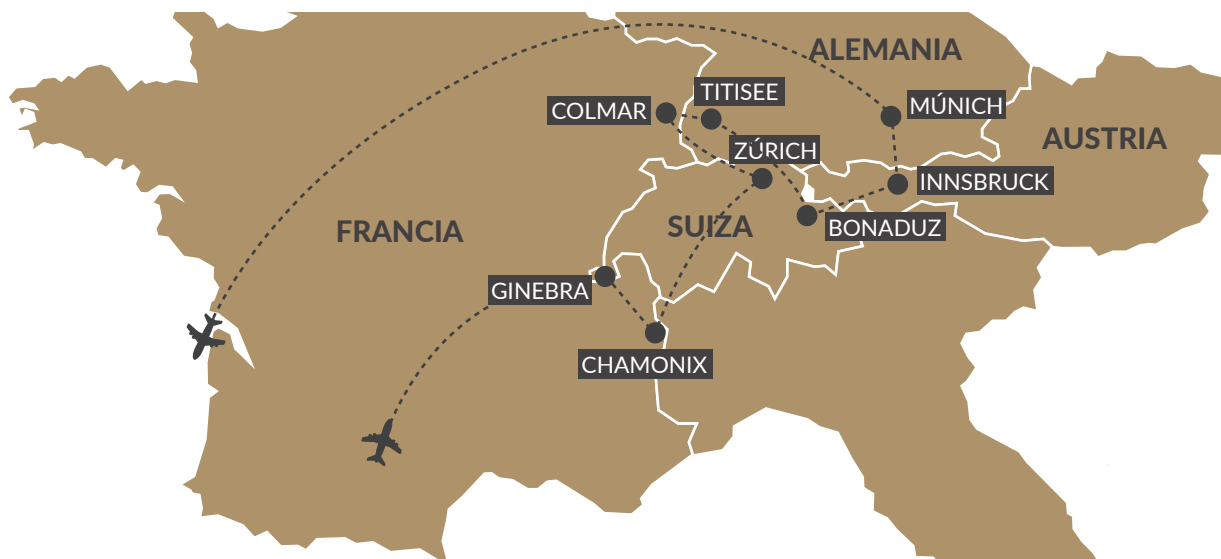 ALEMANIA
TITISEE
COLMAR
MÚNICH
AUSTRIA
ZÚRICH
INNSBRUCK
FRANCIA
SUIZA
BONADUZ
GINEBRA
CHAMONIX